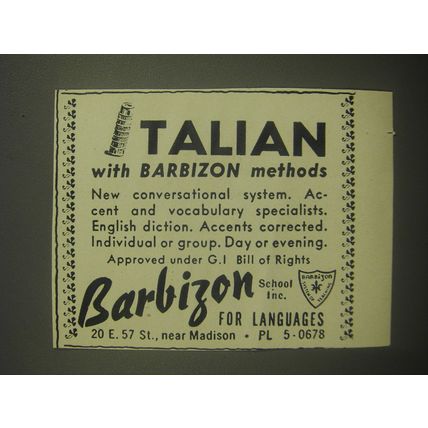 ITALIAN
with BARBIZON methods
New conversational system. Ac-
cent and vocabulary specialists.
English diction. Accents corrected.
Individual or group. Day or evening.
Approved under G.I Bill of Rights
Barbizon School Inc.
FOR LANGUAGES
20 E. 57 St., near Madison • PL 5-0678
BARBIZON